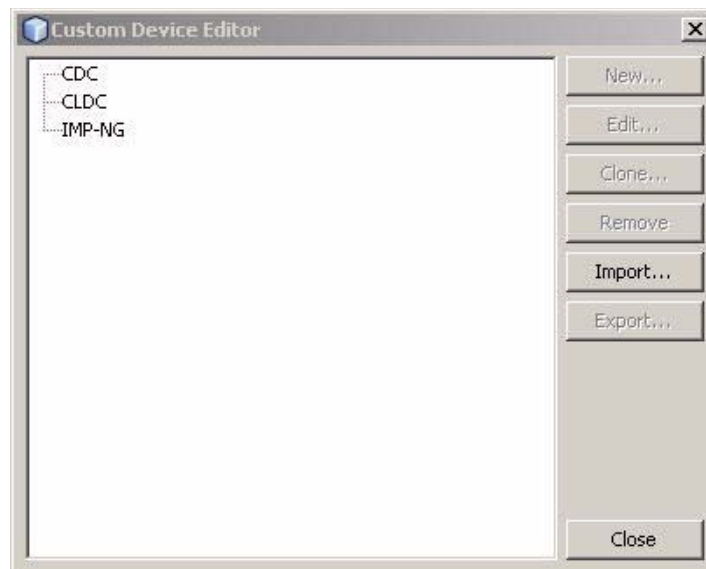 Custom Device Editor
CDC
CLDC
IMP-NG
New...
Edit...
Clone...
Remove
Import...
Export...
Close